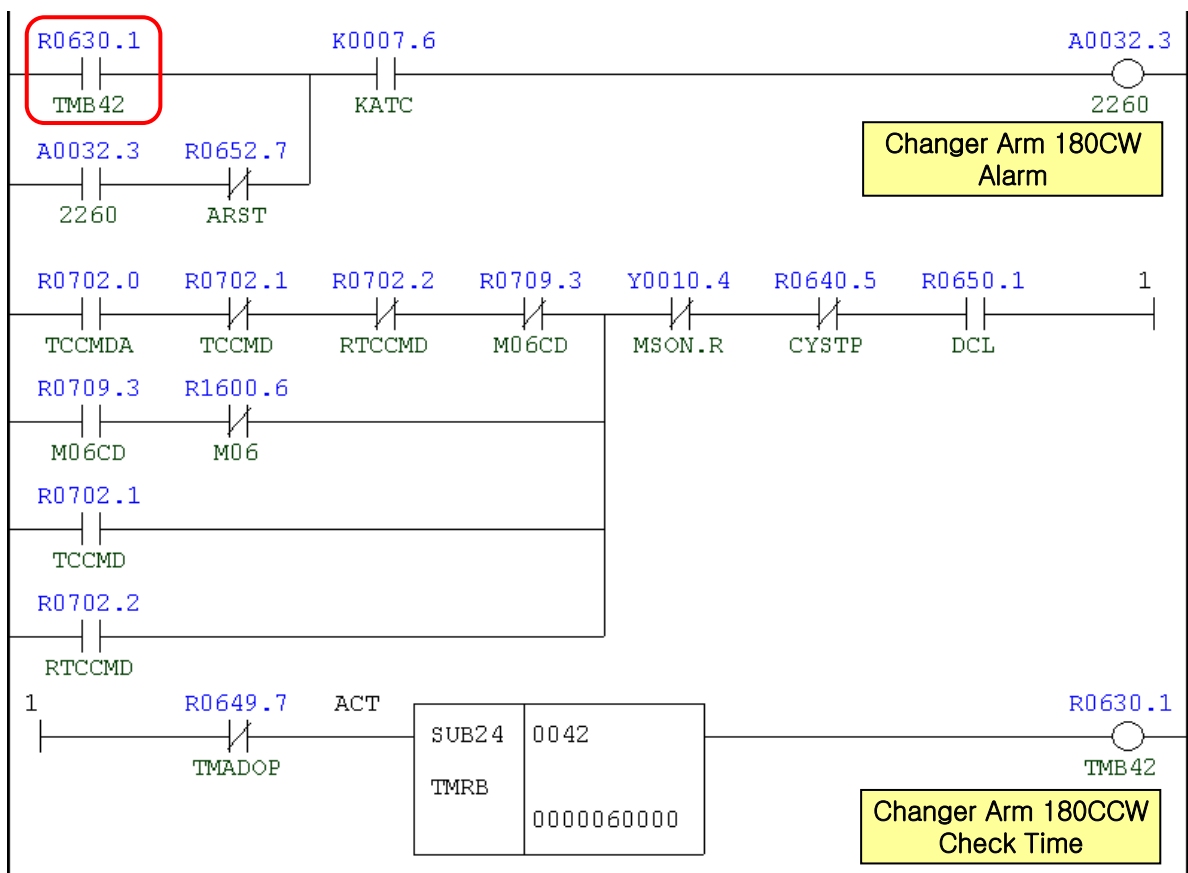 R0630.1 K0007.6 A0032.3
TMB42 KATC 2260
Changer Arm 180CW
Alarm
A0032.3 R0652.7
2260 ARST
R0702.0 R0702.1 R0702.2 R0709.3 Y0010.4 R0640.5 R0650.1 1
TCCMDA TCCMD RTCCMD M06CD MSON.R CYSTP DCL
R0709.3 R1600.6
M06CD M06
R0702.1
TCCMD
R0702.2
RTCCMD
1 R0649.7 ACT R0630.1
SUB24 0042
TMADOP TMB42
TMRB
0000060000
Changer Arm 180CCW
Check Time